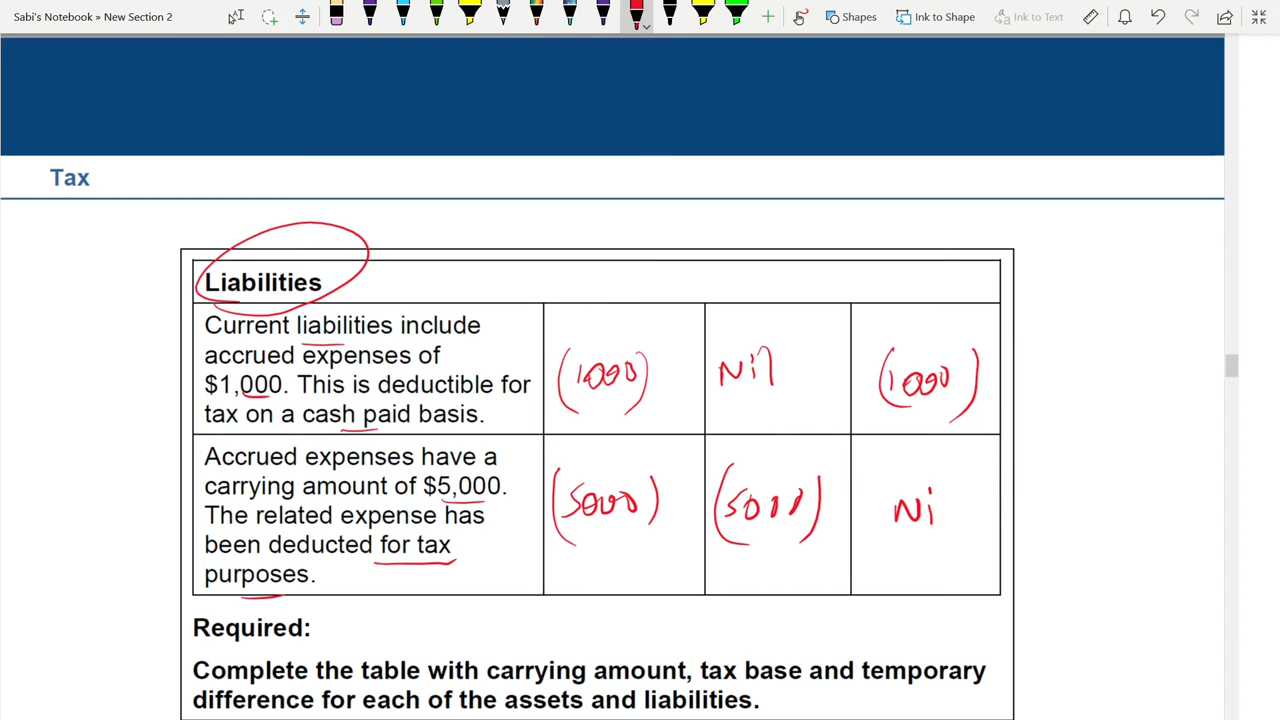 Sabi's Notebook » New Section 2
Shapes
Ink to Shape
Ink to Text
Tax
Liabilities
Current liabilities include
accrued expenses of
$1,000. This is deductible for
tax on a cash paid basis.
(1000)
Nil
(1000)
Accrued expenses have a
carrying amount of $5,000.
The related expense has
been deducted for tax
purposes.
(5000)
(5000)
Ni
Required:
Complete the table with carrying amount, tax base and temporary
difference for each of the assets and liabilities.